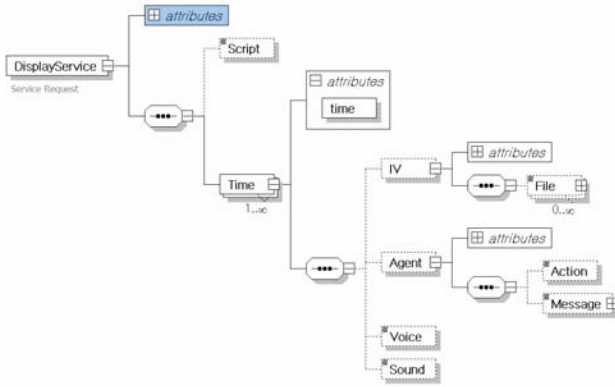 attributes
Script
DisplayService
Service Request
attributes
time
Time
1..∞
attributes
IV
File
0..∞
attributes
Agent
Action
Message
Voice
Sound